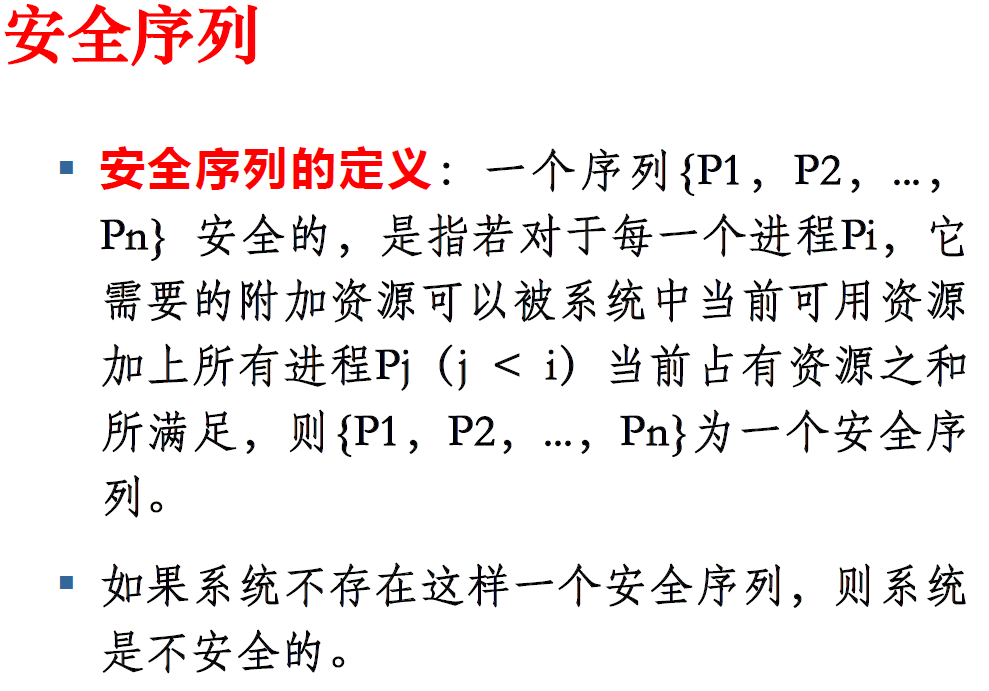 安全序列
安全序列的定义：一个序列{P1，P2，…，
Pn} 安全的，是指若对于每一个进程Pi，它
需要的附加资源可以被系统中当前可用资源
加上所有进程Pj（j < i）当前占有资源之和
所满足，则{P1，P2，…，Pn}为一个安全序
列。
如果系统不存在这样一个安全序列，则系统
是不安全的。